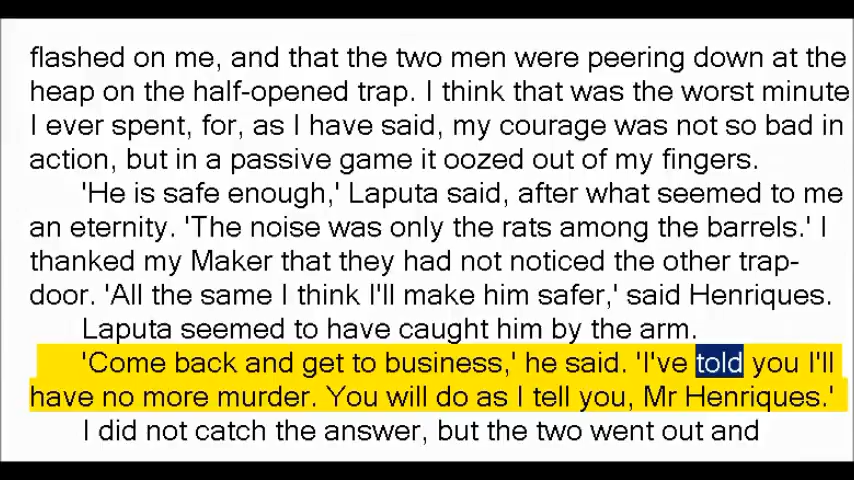 flashed on me, and that the two men were peering down at the
heap on the half-opened trap. I think that was the worst minute
I ever spent, for, as I have said, my courage was not so bad in
action, but in a passive game it oozed out of my fingers.
'He is safe enough,' Laputa said, after what seemed to me
an eternity. 'The noise was only the rats among the barrels.' I
thanked my Maker that they had not noticed the other trap-
door. 'All the same I think I'll make him safer,' said Henriques.
Laputa seemed to have caught him by the arm.
'Come back and get to business,' he said. 'I've told you I'll
have no more murder. You will do as I tell you, Mr Henriques.'
I did not catch the answer, but the two went out and